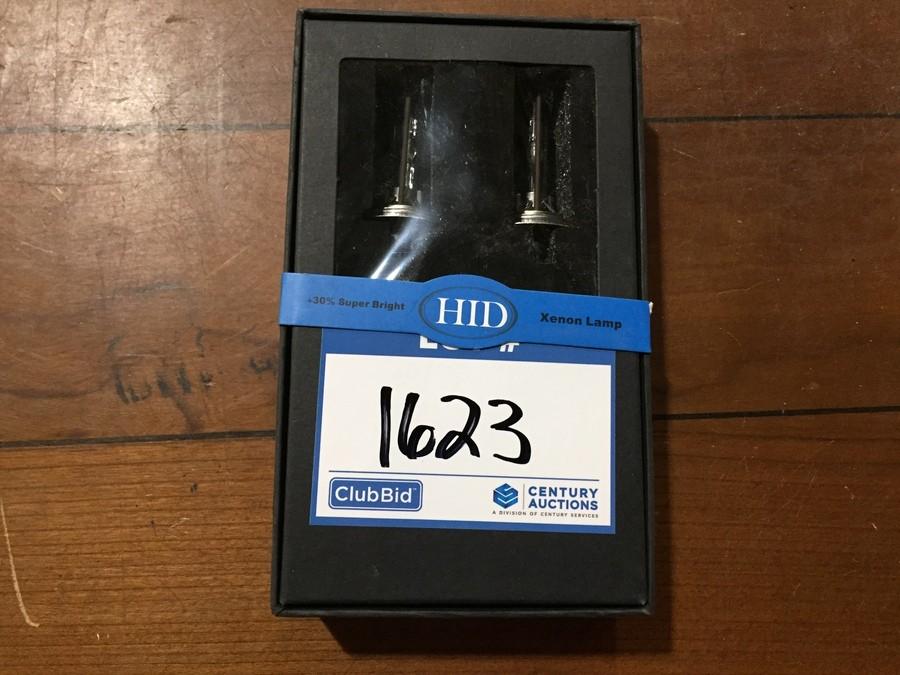 +30% Super Bright
HID
Xenon Lamp
1623
ClubBid
CENTURY
AUCTIONS
A DIVISION OF CENTURY SERVICES